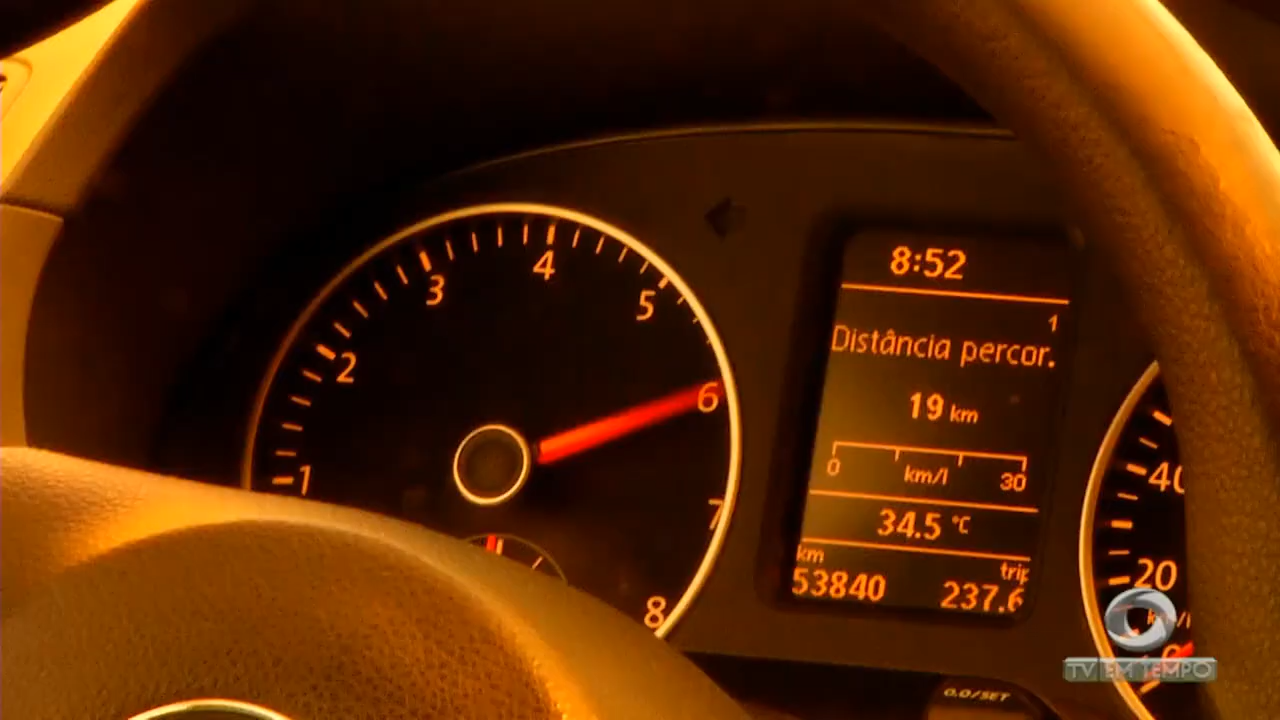 1
2
3
4
5
6
7
8
8:52
1
Distância percor.
19 km
0 km/l 30
34.5 °C
km trip
53840 237.6
40
20
0
0.0/SET
TV EM TEMPO